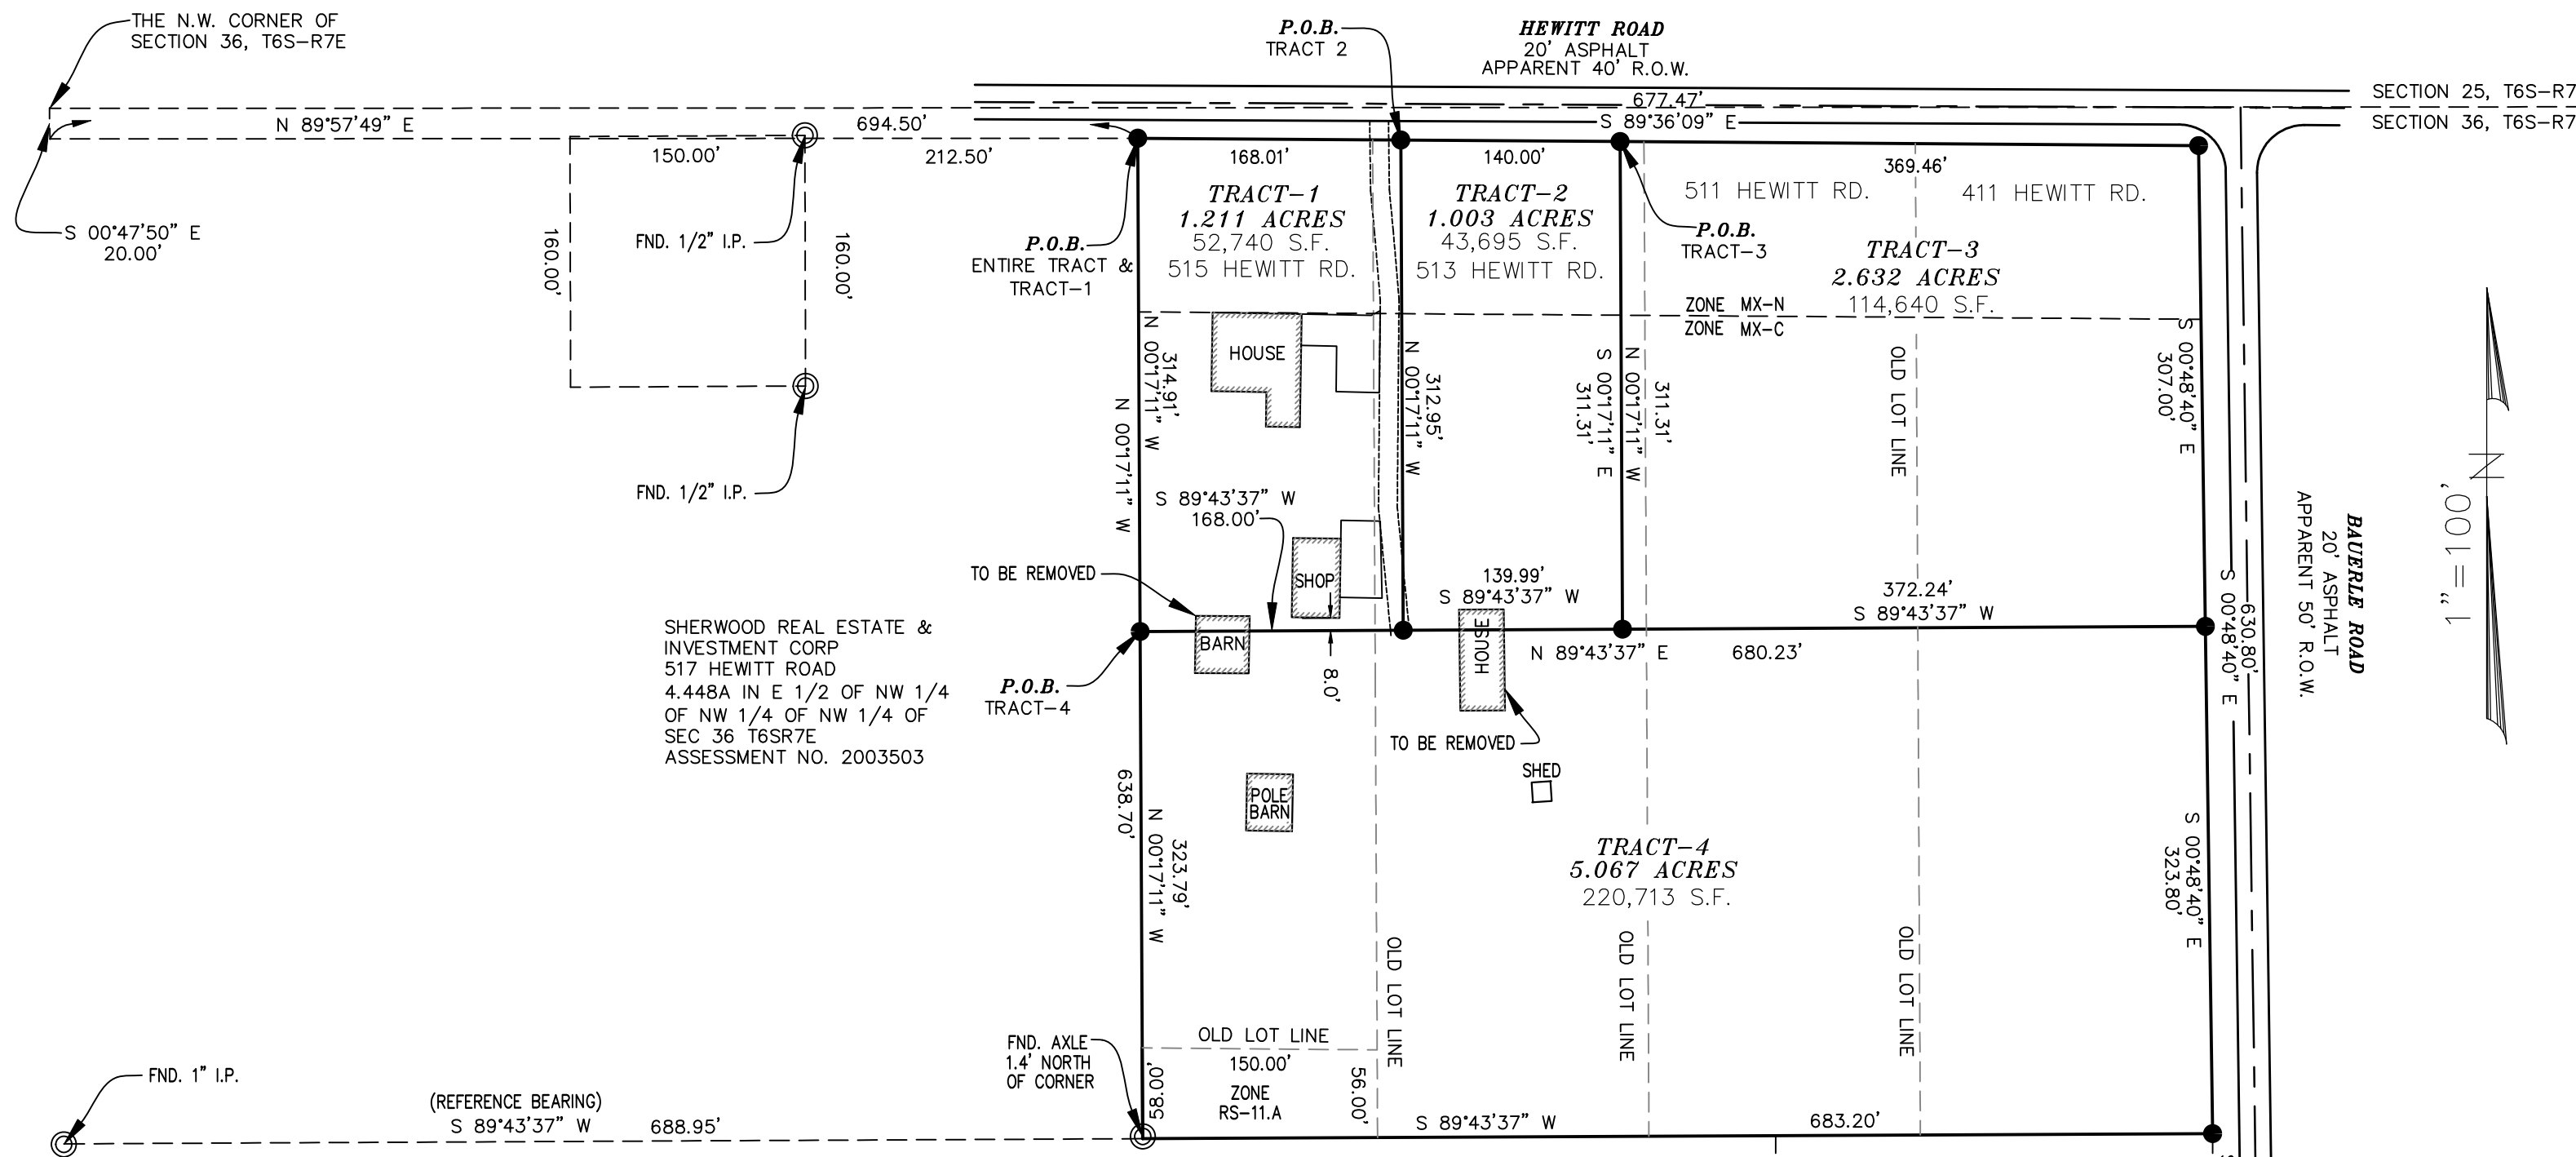 THE N.W. CORNER OF
SECTION 36, T6S-R7E
P.O.B.
TRACT 2
HEWITT ROAD
20' ASPHALT
APPARENT 40' R.O.W.
677.47'
SECTION 25, T6S-R7
SECTION 36, T6S-R7
N 89°57'49" E
694.50'
S 89°36'09" E
150.00'
212.50'
168.01'
140.00'
369.46'
S 00°47'50" E
20.00'
160.00'
160.00'
FND. 1/2" I.P.
FND. 1/2" I.P.
P.O.B.
ENTIRE TRACT &
TRACT-1
TRACT-1
1.211 ACRES
52,740 S.F.
515 HEWITT RD.
TRACT-2
1.003 ACRES
43,695 S.F.
513 HEWITT RD.
511 HEWITT RD.
411 HEWITT RD.
P.O.B.
TRACT-3
TRACT-3
2.632 ACRES
114,640 S.F.
ZONE MX-N
ZONE MX-C
HOUSE
N 00°17'11" W
314.91'
N 00°17'11" W
638.70'
N 00°17'11" W
312.95'
S 00°17'11" E
311.31'
N 00°17'11" W
311.31'
OLD LOT LINE
S 00°48'40" E
307.00'
S 89°43'37" W
168.00'
TO BE REMOVED
SHOP
BARN
8.0'
139.99'
S 89°43'37" W
HOUSE
372.24'
S 89°43'37" W
N 89°43'37" E
680.23'
S 00°48'40" E
630.80'
BAUERLE ROAD
20' ASPHALT
APPARENT 50' R.O.W.
N
1"=100'
SHERWOOD REAL ESTATE &
INVESTMENT CORP
517 HEWITT ROAD
4.448A IN E 1/2 OF NW 1/4
OF NW 1/4 OF NW 1/4 OF
SEC 36 T6SR7E
ASSESSMENT NO. 2003503
P.O.B.
TRACT-4
TO BE REMOVED
SHED
POLE
BARN
TRACT-4
5.067 ACRES
220,713 S.F.
N 00°17'11" W
323.79'
S 00°48'40" E
323.80'
OLD LOT LINE
OLD LOT LINE
OLD LOT LINE
OLD LOT LINE
150.00'
ZONE
RS-11.A
58.00'
56.00'
FND. AXLE
1.4' NORTH
OF CORNER
FND. 1" I.P.
(REFERENCE BEARING)
S 89°43'37" W
688.95'
S 89°43'37" W
683.20'